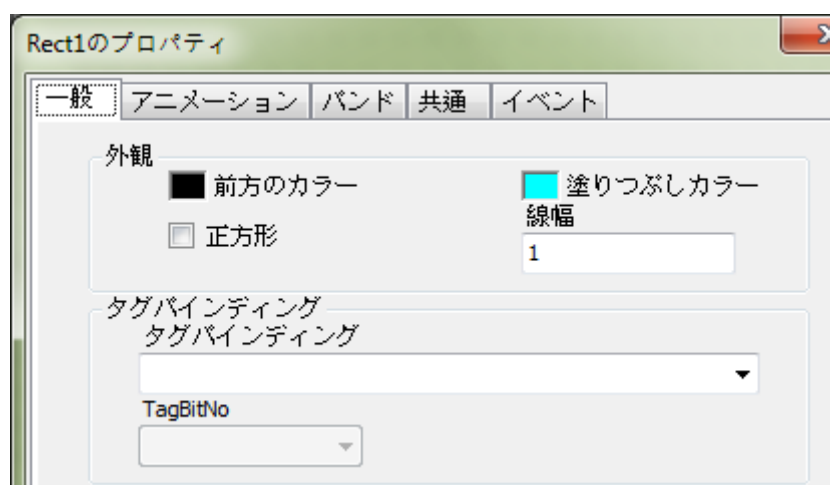 Rect1のプロパティ
一般 アニメーション バンド 共通 イベント
外観
前方のカラー 塗りつぶしカラー
正方形 線幅
1
タグバインディング
タグバインディング
TagBitNo